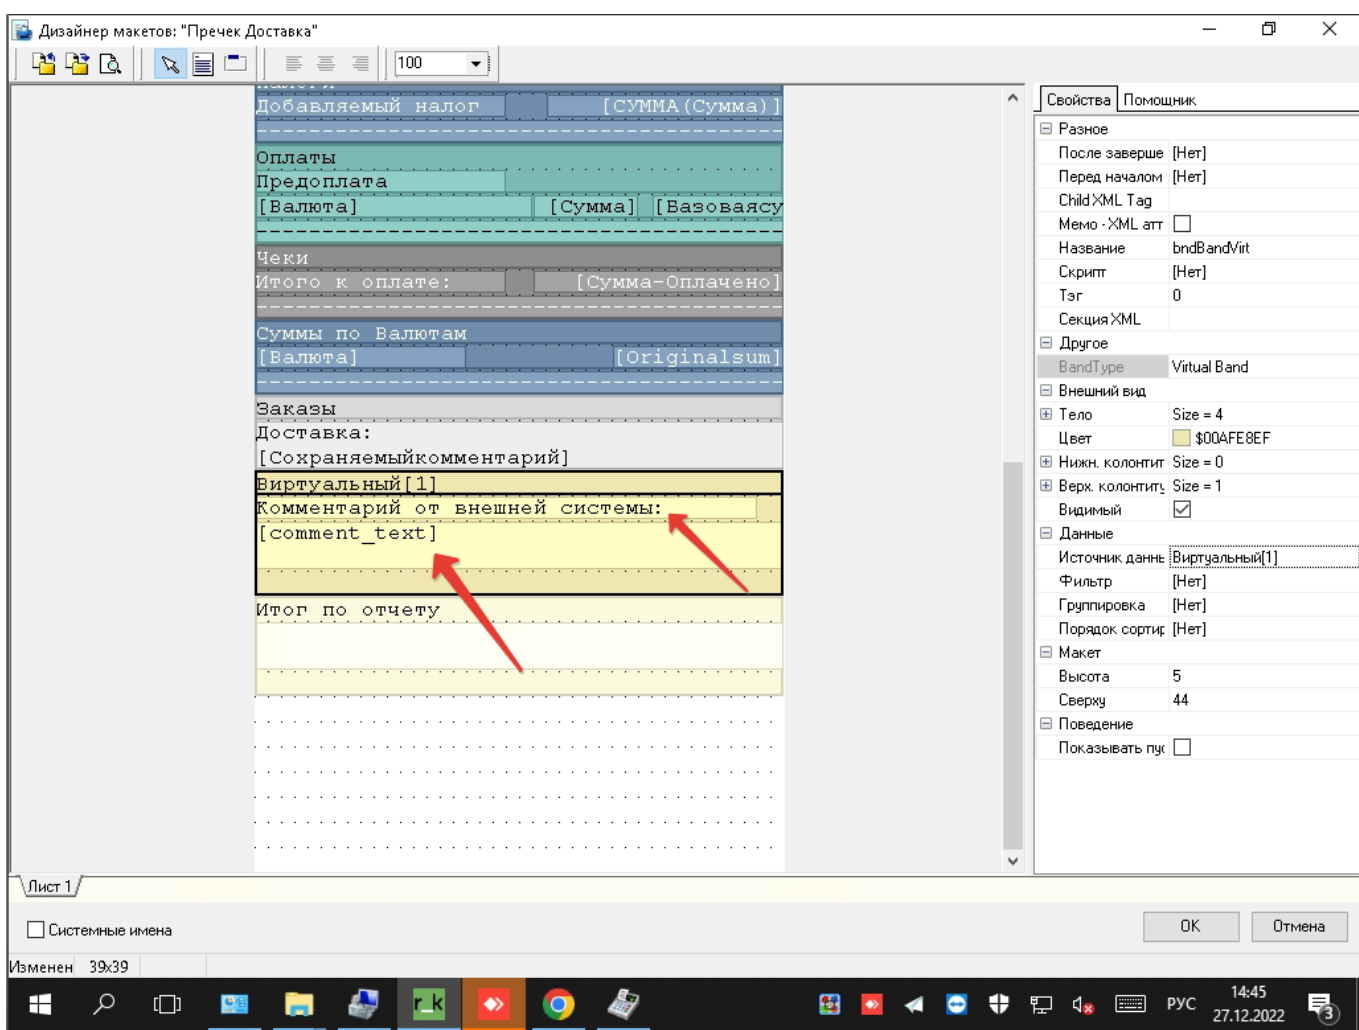 Дизайнер макетов: "Пречек Доставка"
100
Добавляемый налог [СУММА(Сумма)]
Оплаты
Предоплата
[Валюта] [Сумма] [Базоваясу
Чеки
Итого к оплате: [Сумма-Оплачено]
Суммы по Валютам
[Валюта] [Originalsum]
Заказы
Доставка:
[Сохраняемыйкомментарий]
Виртуальный[1]
Комментарий от внешней системы:
[comment_text]
Итог по отчету
Свойства Помощник
Разное
После заверше [Нет]
Перед началом [Нет]
Child XML Tag
Мемо - XML атт
Название bndBandVirt
Скрипт [Нет]
Тэг 0
Секция XML
Другое
BandType Virtual Band
Внешний вид
Тело Size = 4
Цвет $00AFE8EF
Нижн. колонтит Size = 0
Верх. колонтиту Size = 1
Видимый
Данные
Источник данны Виртуальный[1]
Фильтр [Нет]
Группировка [Нет]
Порядок сортир [Нет]
Макет
Высота 5
Сверху 44
Поведение
Показывать пус
Лист 1
Системные имена
OK Отмена
Изменен 39x39
r_k
РУС
14:45
27.12.2022
3